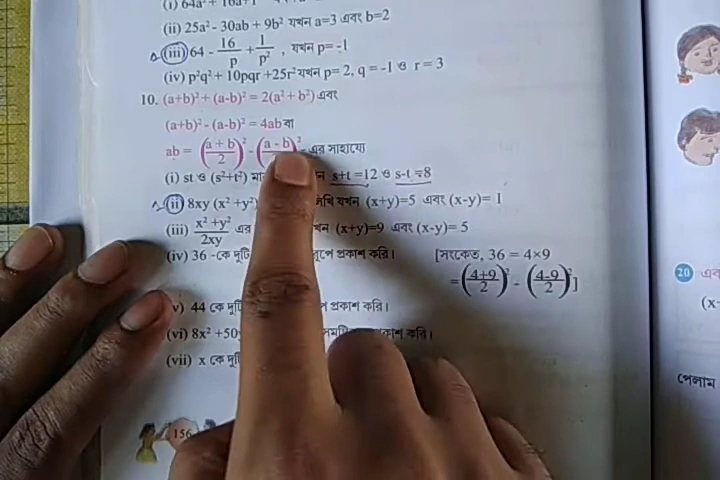 (i) 64a² + 16a+1
(ii) 25a² - 30ab + 9b² যখন a=3 এবং b=2
(iii) 64 - 16/p + 1/p² , যখন p= -1
(iv) p²q² + 10pqr +25r² যখন p= 2, q = -1 ও r = 3
10. (a+b)² + (a-b)² = 2(a² + b²) এবং
(a+b)² - (a-b)² = 4ab বা
ab = (a + b/2)² - (a - b/2)² -এর সাহায্যে
(i) st ও (s²+t²) s+t =12 ও s-t =8
(ii) 8xy (x² +y²) লিখি যখন (x+y)=5 এবং (x-y)= 1
(iii) x² +y²/2xy এর যখন (x+y)=9 এবং (x-y)= 5
(iv) 36 -কে দুটি রূপে প্রকাশ করি। [সংকেত, 36 = 4×9
= (4+9/2)² - (4-9/2)²]
v) 44 কে দুটি প্রকাশ করি।
(vi) 8x² +50 প্রকাশ করি।
(vii) x কে দুটি
156
20 এব
(x-
পেলাম